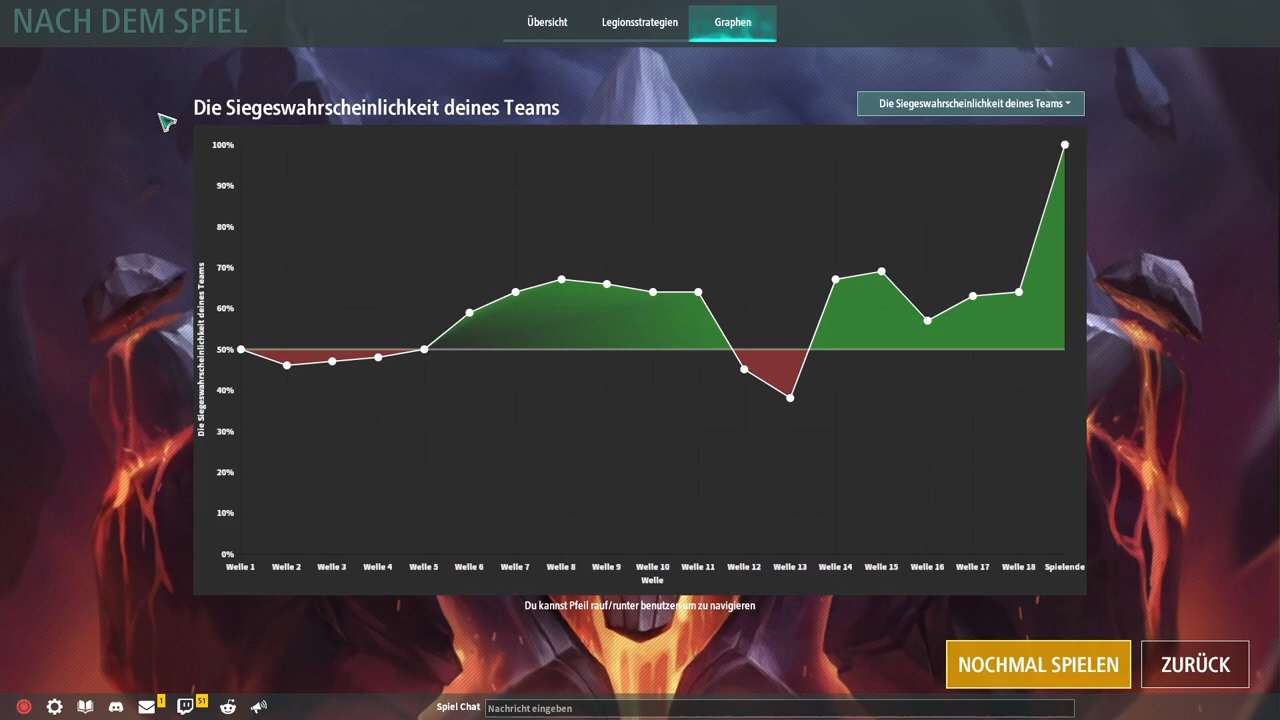 NACH DEM SPIEL
Übersicht
Legionsstrategien
Graphen
Die Siegeswahrscheinlichkeit deines Teams
Die Siegeswahrscheinlichkeit deines Teams
100%
90%
80%
70%
60%
50%
40%
30%
20%
10%
0%
Die Siegeswahrscheinlichkeit deines Teams
Welle 1 Welle 2 Welle 3 Welle 4 Welle 5 Welle 6 Welle 7 Welle 8 Welle 9 Welle 10 Welle 11 Welle 12 Welle 13 Welle 14 Welle 15 Welle 16 Welle 17 Welle 18 Spielende
Welle
Du kannst Pfeil rauf/runter benutzen um zu navigieren
NOCHMAL SPIELEN
ZURÜCK
1
51
Spiel Chat
Nachricht eingeben